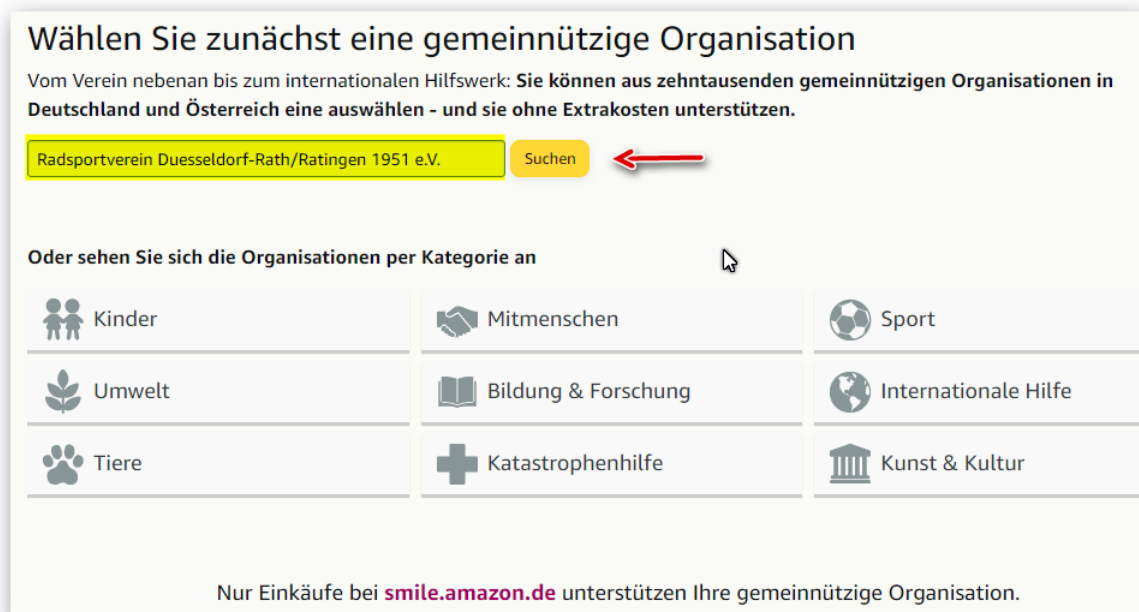 Wählen Sie zunächst eine gemeinnützige Organisation
Vom Verein nebenan bis zum internationalen Hilfswerk: Sie können aus zehntausenden gemeinnützigen Organisationen in
Deutschland und Österreich eine auswählen - und sie ohne Extrakosten unterstützen.
Radsportverein Duesseldorf-Rath/Ratingen 1951 e.V. Suchen
Oder sehen Sie sich die Organisationen per Kategorie an
Kinder Mitmenschen Sport
Umwelt Bildung & Forschung Internationale Hilfe
Tiere Katastrophenhilfe Kunst & Kultur
Nur Einkäufe bei smile.amazon.de unterstützen Ihre gemeinnützige Organisation.